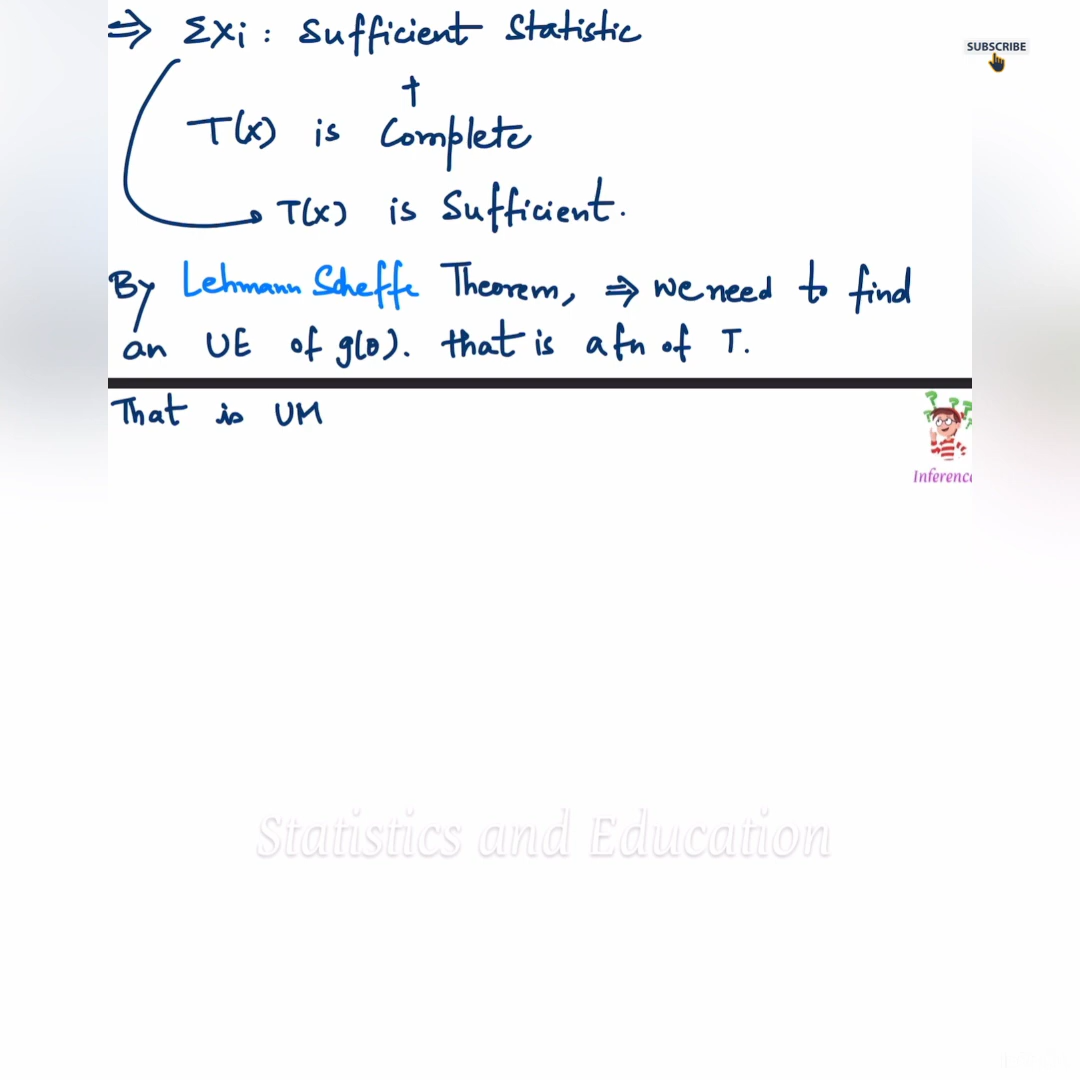 ⇒ ΣXi : Sufficient Statistic
SUBSCRIBE
+
T(x) is Complete
T(x) is Sufficient.
By Lehmann Scheffe Theorem, ⇒ we need to find
an UE of g(θ). that is a fn of T.
That is UM
Inferenc
Statistics and Education